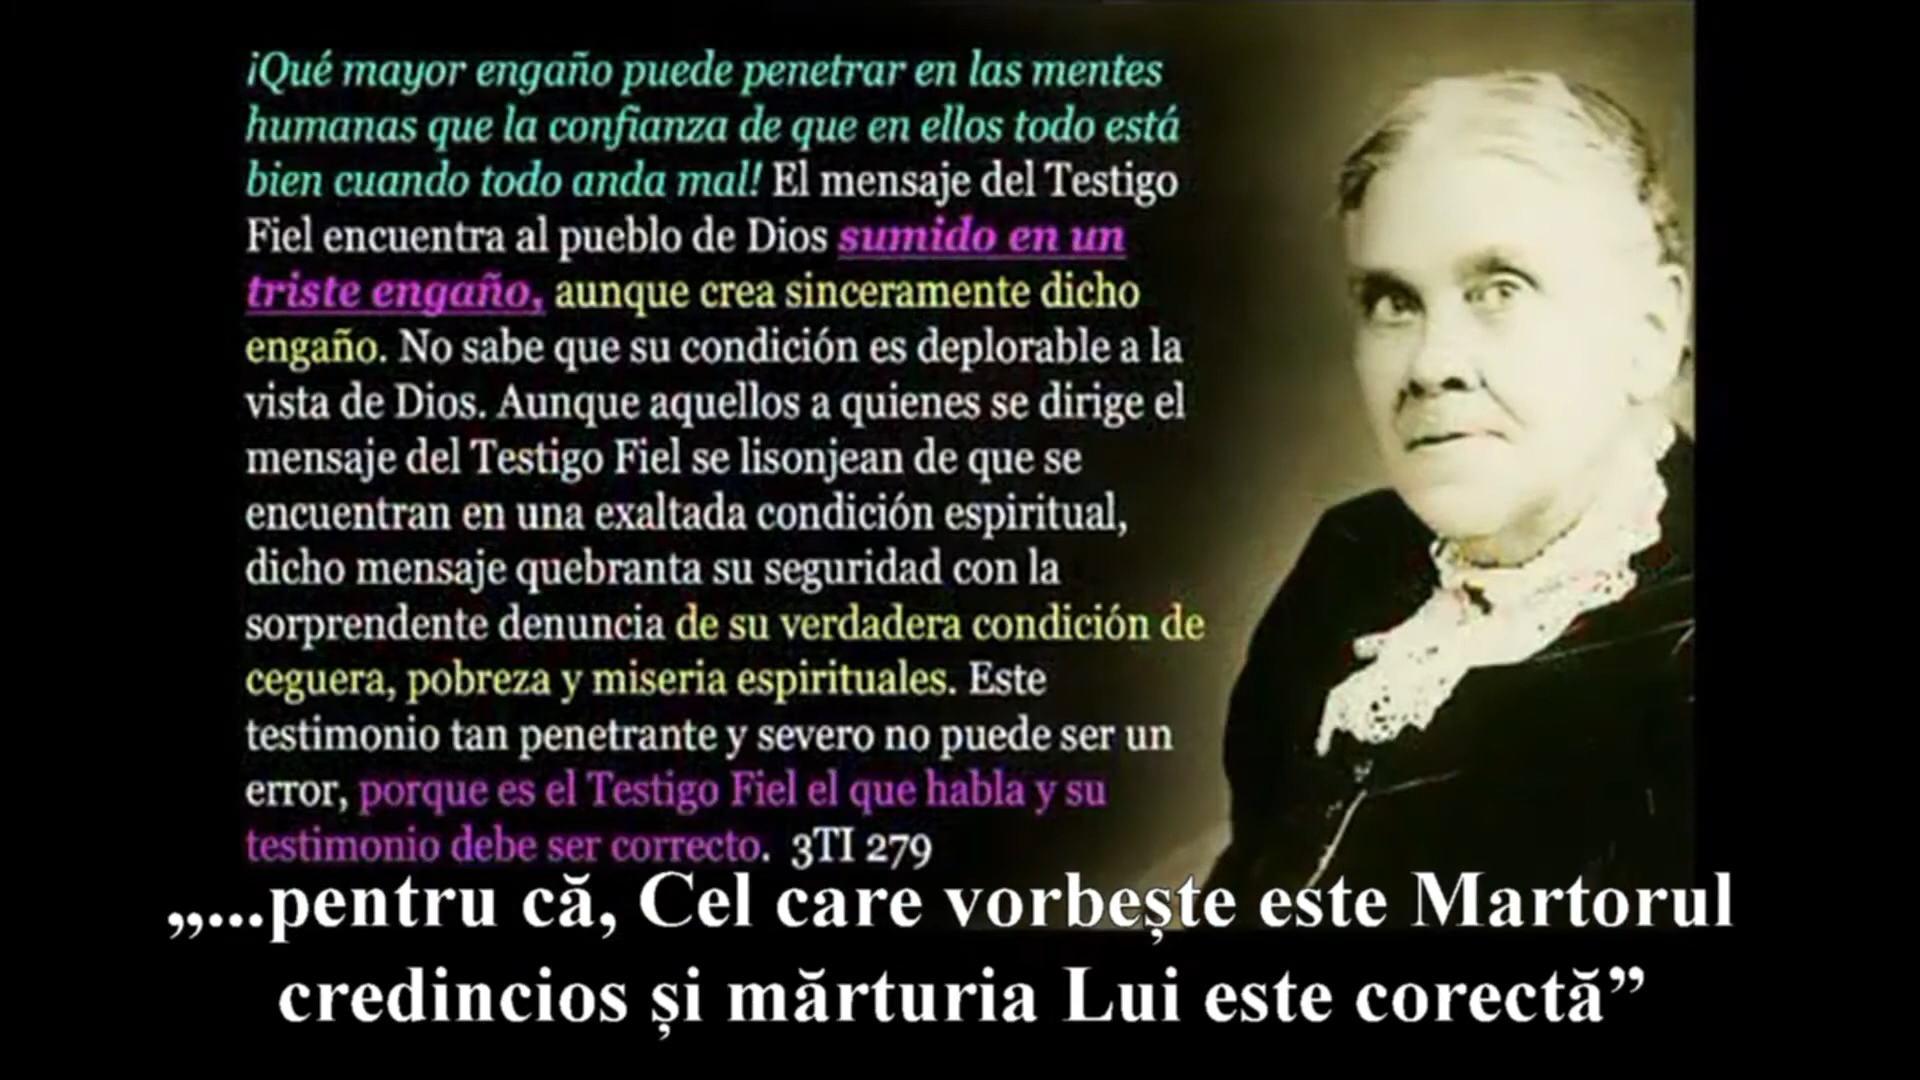 ¡Qué mayor engaño puede penetrar en las mentes
humanas que la confianza de que en ellos todo está
bien cuando todo anda mal! El mensaje del Testigo
Fiel encuentra al pueblo de Dios sumido en un
triste engaño, aunque crea sinceramente dicho
engaño. No sabe que su condición es deplorable a la
vista de Dios. Aunque aquellos a quienes se dirige el
mensaje del Testigo Fiel se lisonjean de que se
encuentran en una exaltada condición espiritual,
dicho mensaje quebranta su seguridad con la
sorprendente denuncia de su verdadera condición de
ceguera, pobreza y miseria espirituales. Este
testimonio tan penetrante y severo no puede ser un
error, porque es el Testigo Fiel el que habla y su
testimonio debe ser correcto. 3TI 279
„...pentru că, Cel care vorbește este Martorul
credincios și mărturia Lui este corectă”